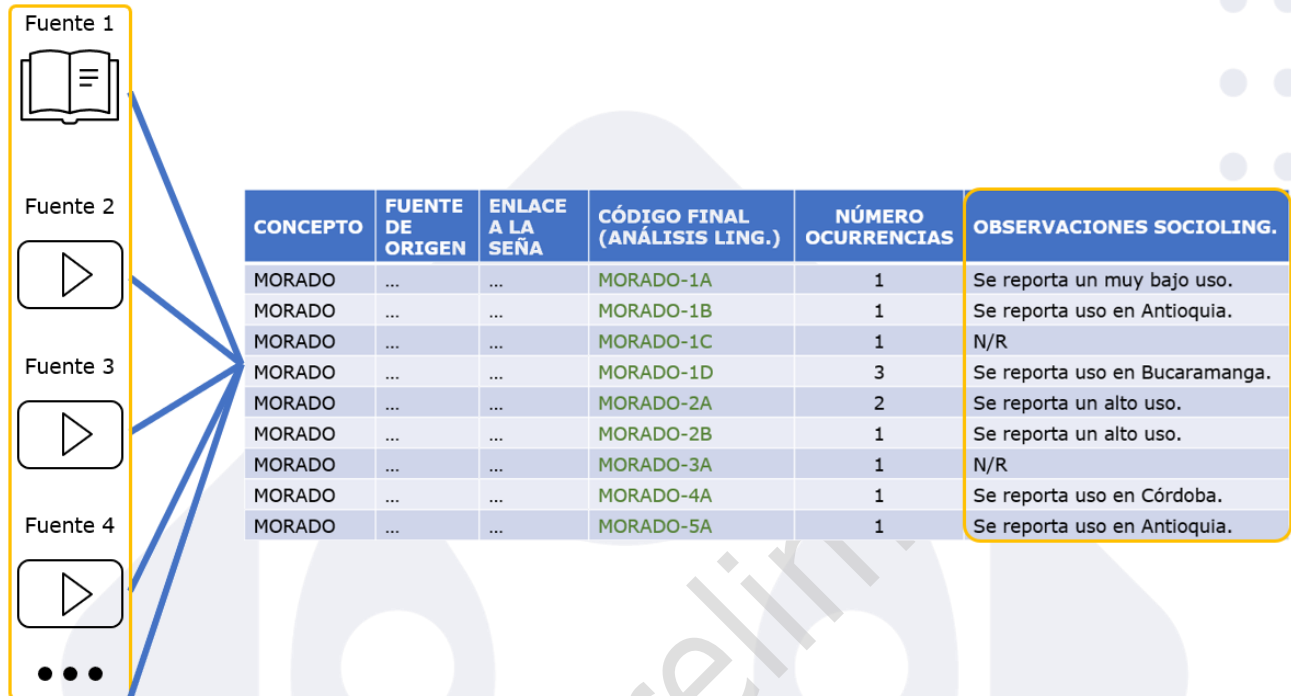 Fuente 1
Fuente 2
Fuente 3
Fuente 4
CONCEPTO FUENTE DE ORIGEN ENLACE A LA SEÑA CÓDIGO FINAL (ANÁLISIS LING.) NÚMERO OCURRENCIAS OBSERVACIONES SOCIOLING.
MORADO ... ... MORADO-1A 1 Se reporta un muy bajo uso.
MORADO ... ... MORADO-1B 1 Se reporta uso en Antioquia.
MORADO ... ... MORADO-1C 1 N/R
MORADO ... ... MORADO-1D 3 Se reporta uso en Bucaramanga.
MORADO ... ... MORADO-2A 2 Se reporta un alto uso.
MORADO ... ... MORADO-2B 1 Se reporta un alto uso.
MORADO ... ... MORADO-3A 1 N/R
MORADO ... ... MORADO-4A 1 Se reporta uso en Córdoba.
MORADO ... ... MORADO-5A 1 Se reporta uso en Antioquia.